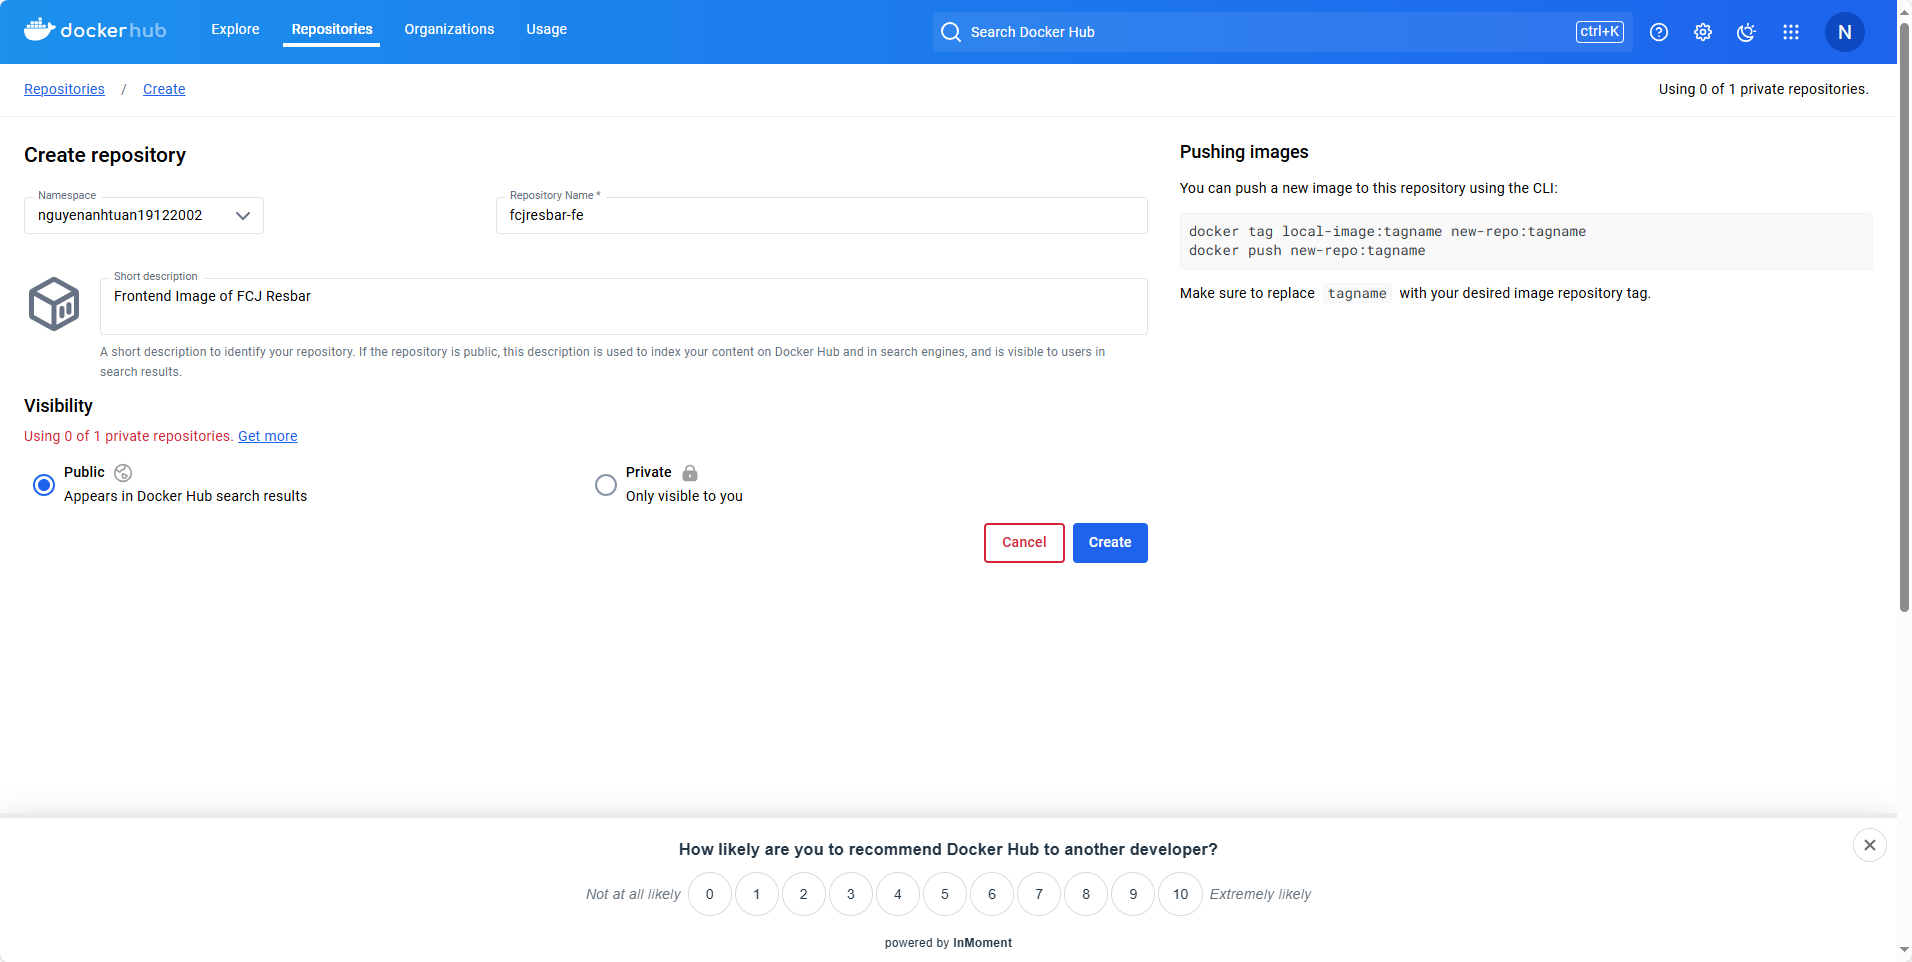 dockerhub
Explore
Repositories
Organizations
Usage
Search Docker Hub
ctrl+K
N
Repositories / Create
Using 0 of 1 private repositories.
Create repository
Namespace
nguyenanhtuan19122002
Repository Name *
fcjresbar-fe
Short description
Frontend Image of FCJ Resbar
A short description to identify your repository. If the repository is public, this description is used to index your content on Docker Hub and in search engines, and is visible to users in
search results.
Visibility
Using 0 of 1 private repositories. Get more
Public
Appears in Docker Hub search results
Private
Only visible to you
Cancel
Create
Pushing images
You can push a new image to this repository using the CLI:
docker tag local-image:tagname new-repo:tagname
docker push new-repo:tagname
Make sure to replace tagname with your desired image repository tag.
How likely are you to recommend Docker Hub to another developer?
Not at all likely 0 1 2 3 4 5 6 7 8 9 10 Extremely likely
powered by InMoment